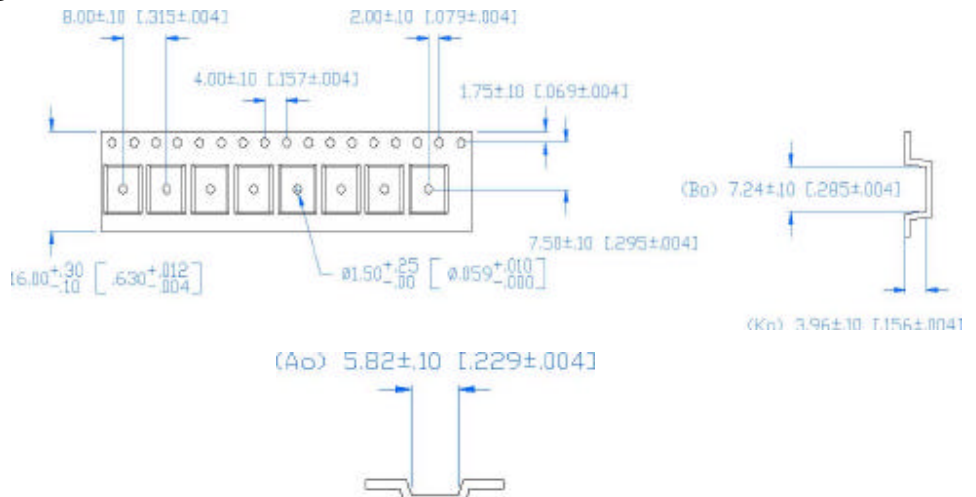 8.00±.10 [.315±.004]
2.00±.10 [.079±.004]
4.00±.10 [.157±.004]
1.75±.10 [.069±.004]
(Bo) 7.24±.10 [.285±.004]
7.50±.10 [.295±.004]
16.00+.30-.10 [.630+.012-.004]
ø1.50+.25-.00 [ø.059+.010-.000]
(Ko) 3.96±.10 [.156±.004]
(Ao) 5.82±.10 [.229±.004]